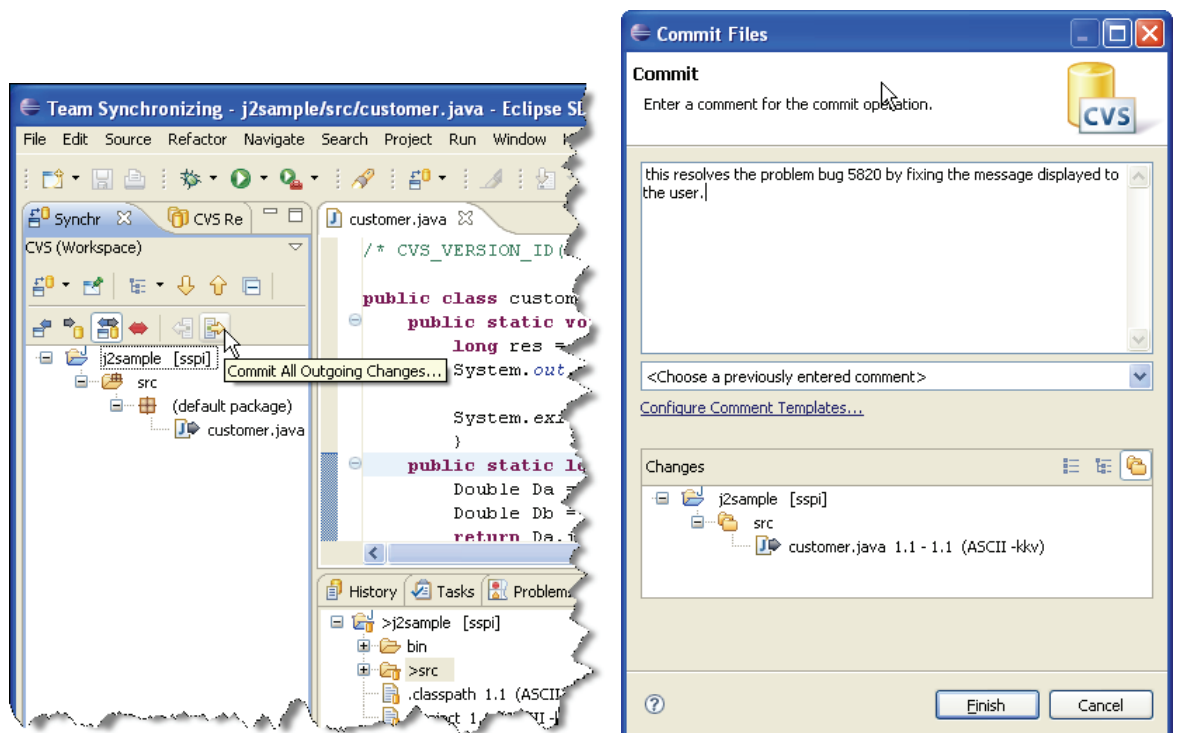 Team Synchronizing - j2sample/src/customer.java - Eclipse
File Edit Source Refactor Navigate Search Project Run Window
Synchr CVS Re
CVS (Workspace)
j2sample [sspi]
src
(default package)
customer.java
Commit All Outgoing Changes...
customer.java
/* CVS_VERSION_ID(
public class custom
public static vo
long res =
System.out.
System.exi
}
public static lo
Double Da =
Double Db =
return Da.i
History Tasks Problems
>j2sample [sspi]
bin
>src
.classpath 1.1 (ASCII
Commit Files
Commit
Enter a comment for the commit operation.
CVS
this resolves the problem bug 5820 by fixing the message displayed to
the user.
<Choose a previously entered comment>
Configure Comment Templates...
Changes
j2sample [sspi]
src
customer.java 1.1 - 1.1 (ASCII -kkv)
Finish Cancel